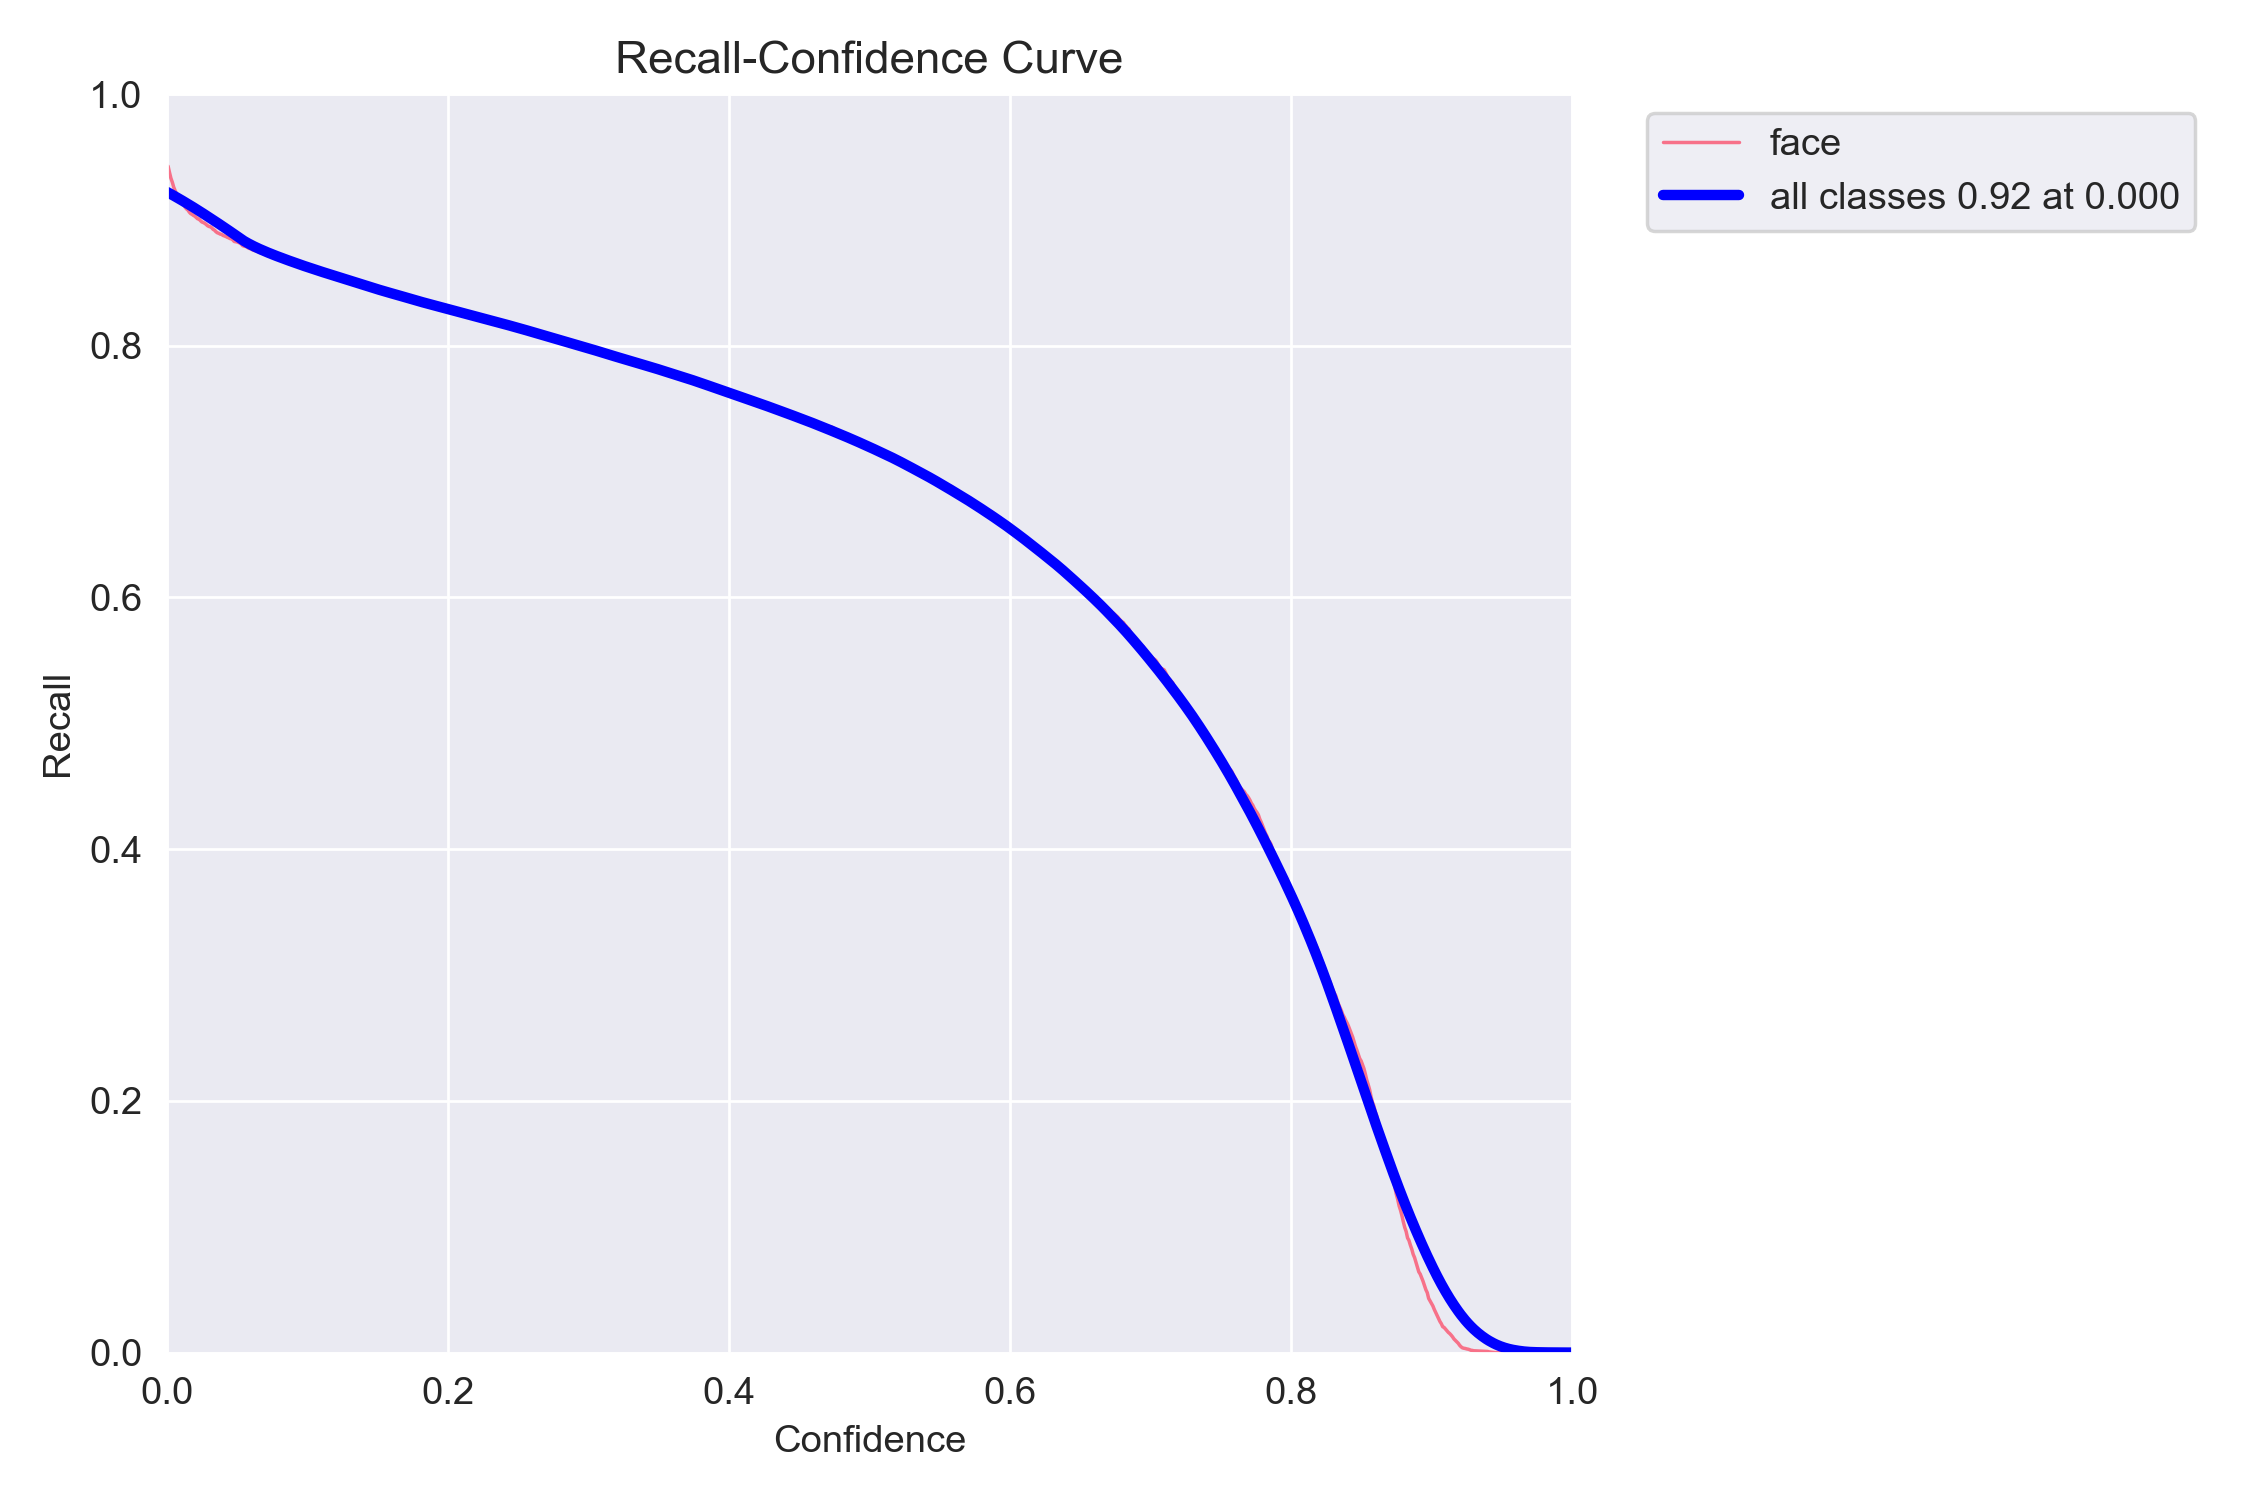 Recall-Confidence Curve
1.0
0.8
0.6
0.4
0.2
0.0
Recall
0.0 0.2 0.4 0.6 0.8 1.0
Confidence
face
all classes 0.92 at 0.000